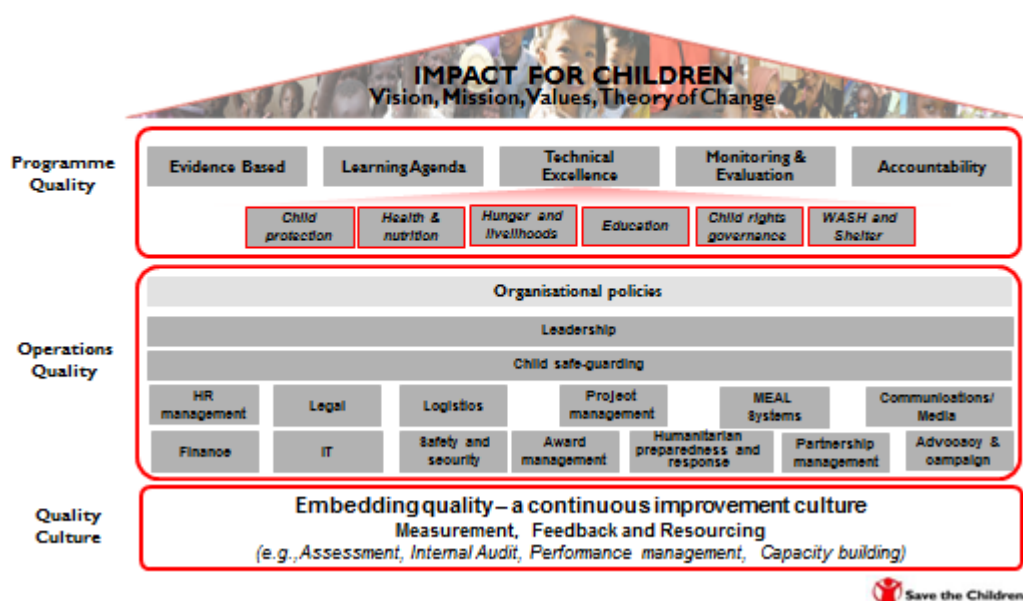 IMPACT FOR CHILDREN
Vision, Mission, Values, Theory of Change
Programme
Quality
Evidence Based
Learning Agenda
Technical
Excellence
Monitoring &
Evaluation
Accountability
Child
protection
Health &
nutrition
Hunger and
livelihoods
Education
Child rights
governance
WASH and
Shelter
Operations
Quality
Organisational policies
Leadership
Child safe-guarding
HR
management
Legal
Logistics
Project
management
MEAL
Systems
Communications/
Media
Finance
IT
Safety and
security
Award
management
Humanitarian
preparedness and
response
Partnership
management
Advocacy &
campaign
Quality
Culture
Embedding quality – a continuous improvement culture
Measurement, Feedback and Resourcing
(e.g., Assessment, Internal Audit, Performance management, Capacity building)
Save the Children